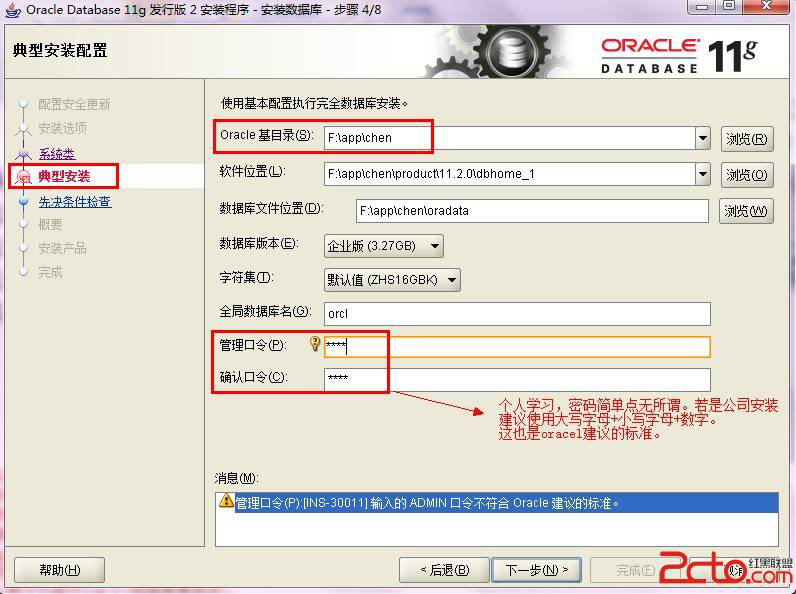 Oracle Database 11g 发行版 2 安装程序 - 安装数据库 - 步骤 4/8
典型安装配置
ORACLE
DATABASE
11g
配置安全更新
安装选项
系统类
典型安装
先决条件检查
概要
安装产品
完成
使用基本配置执行完全数据库安装。
Oracle 基目录(S): F:\app\chen 浏览(R)
软件位置(L): F:\app\chen\product\11.2.0\dbhome_1 浏览(O)
数据库文件位置(D): F:\app\chen\oradata 浏览(W)
数据库版本(E): 企业版 (3.27GB)
字符集(T): 默认值 (ZHS16GBK)
全局数据库名(G): orcl
管理口令(P): ****
确认口令(C): ****
个人学习，密码简单点无所谓。若是公司安装
建议使用大写字母+小写字母+数字。
这也是oracel建议的标准。
消息(M):
管理口令(P):[INS-30011] 输入的 ADMIN 口令不符合 Oracle 建议的标准。
帮助(H) < 后退(B) 下一步(N) > 完成(F) 取消
2cto.com 红黑联盟